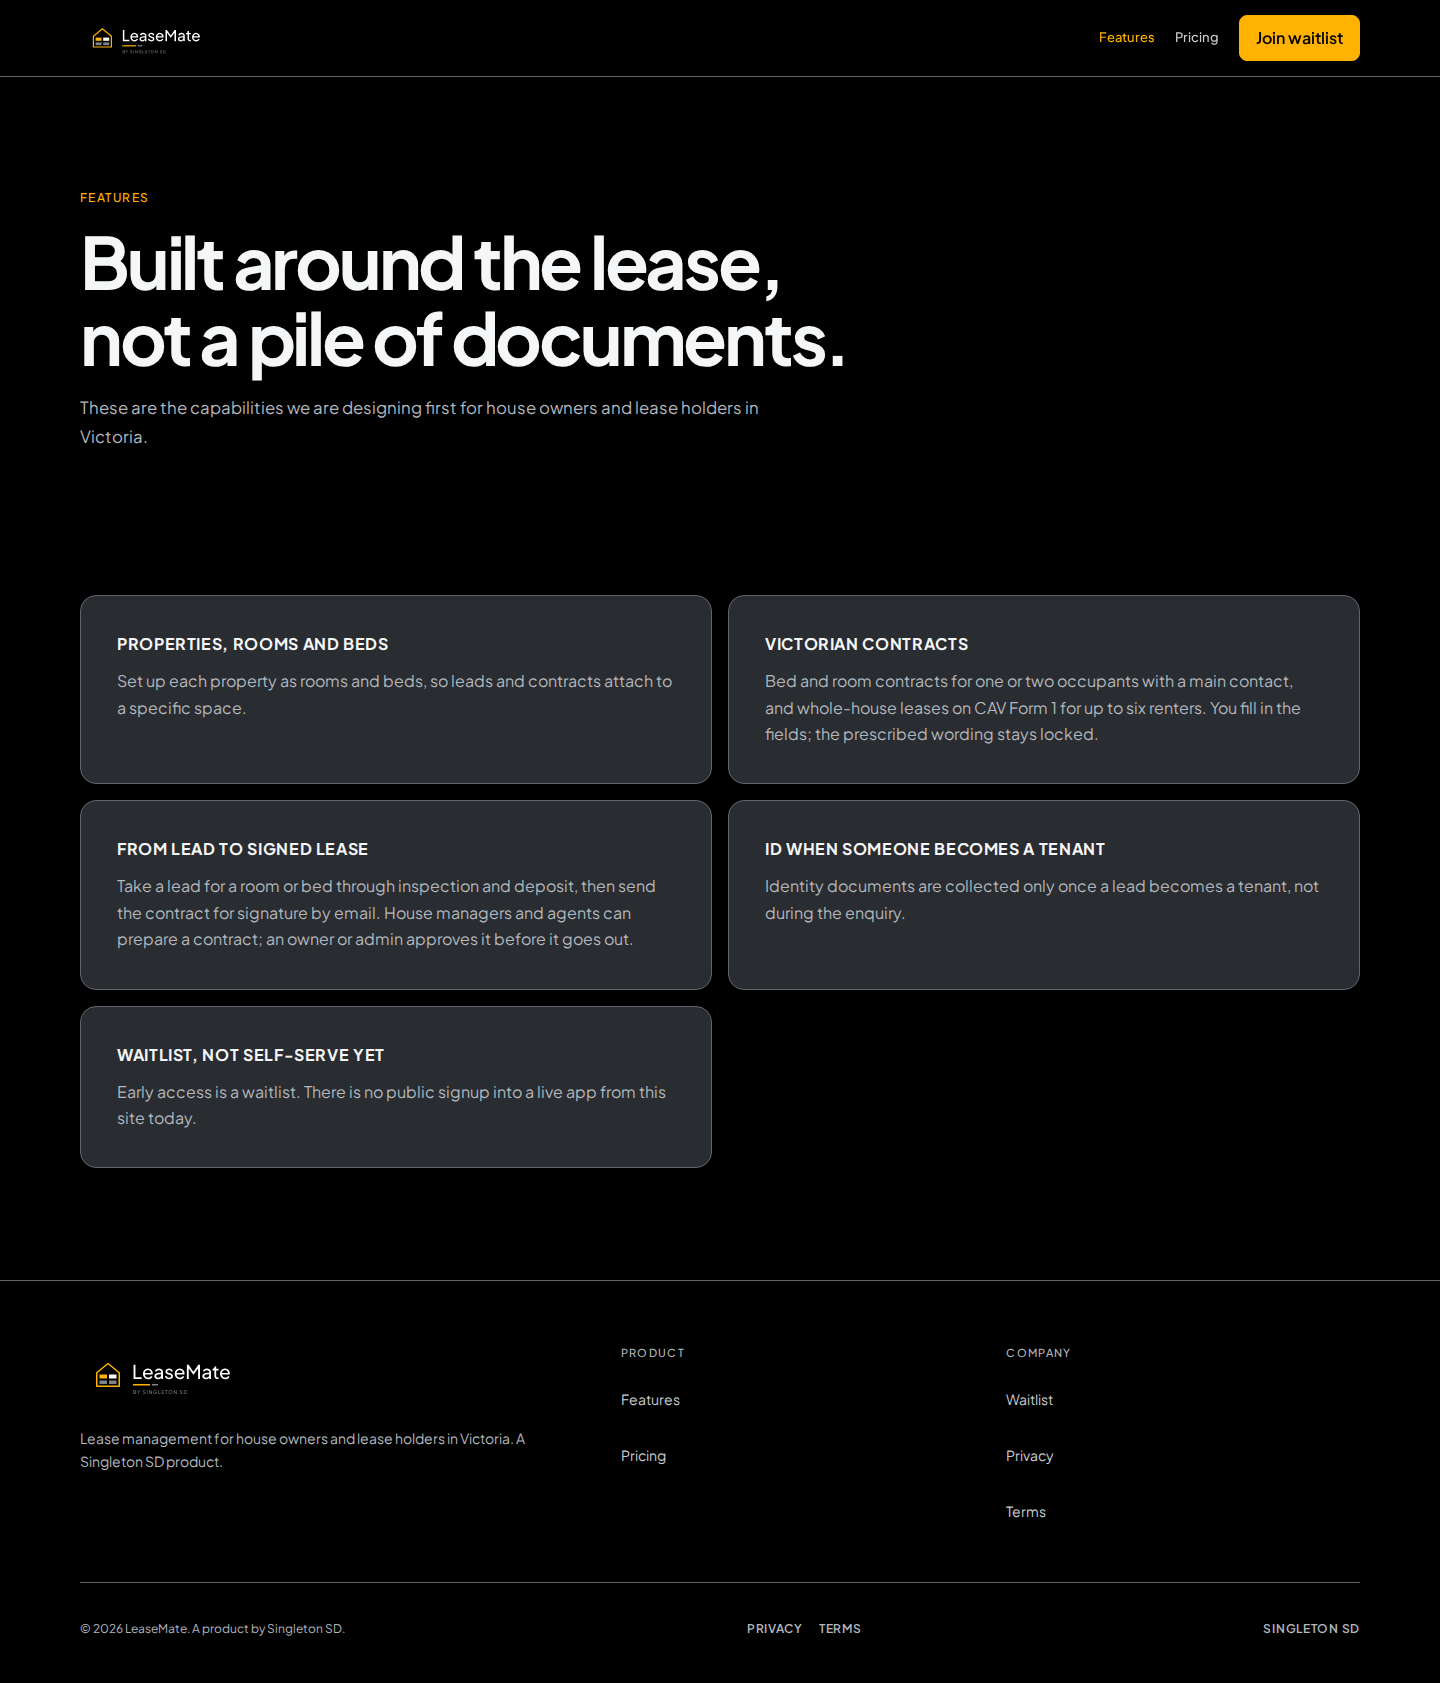 LeaseMate
BY SINGLETON SD
Features
Pricing
Join waitlist
FEATURES
Built around the lease,
not a pile of documents.
These are the capabilities we are designing first for house owners and lease holders in
Victoria.
PROPERTIES, ROOMS AND BEDS
Set up each property as rooms and beds, so leads and contracts attach to
a specific space.
VICTORIAN CONTRACTS
Bed and room contracts for one or two occupants with a main contact,
and whole-house leases on CAV Form 1 for up to six renters. You fill in the
fields; the prescribed wording stays locked.
FROM LEAD TO SIGNED LEASE
Take a lead for a room or bed through inspection and deposit, then send
the contract for signature by email. House managers and agents can
prepare a contract; an owner or admin approves it before it goes out.
ID WHEN SOMEONE BECOMES A TENANT
Identity documents are collected only once a lead becomes a tenant, not
during the enquiry.
WAITLIST, NOT SELF-SERVE YET
Early access is a waitlist. There is no public signup into a live app from this
site today.
LeaseMate
BY SINGLETON SD
Lease management for house owners and lease holders in Victoria. A
Singleton SD product.
PRODUCT
Features
Pricing
COMPANY
Waitlist
Privacy
Terms
© 2026 LeaseMate. A product by Singleton SD.
PRIVACY
TERMS
SINGLETON SD